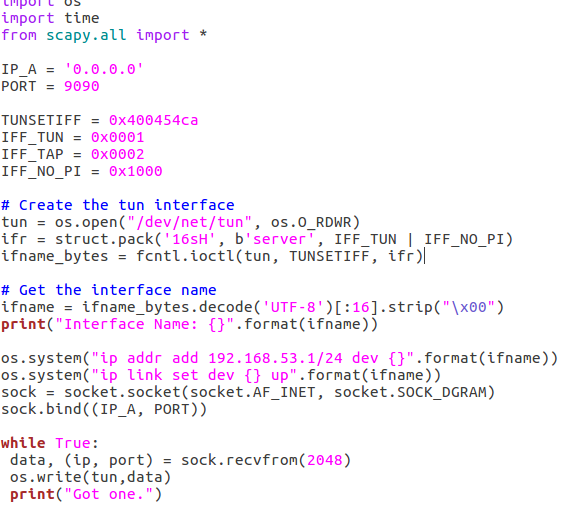 import os
import time
from scapy.all import *

IP_A = '0.0.0.0'
PORT = 9090

TUNSETIFF = 0x400454ca
IFF_TUN = 0x0001
IFF_TAP = 0x0002
IFF_NO_PI = 0x1000

# Create the tun interface
tun = os.open("/dev/net/tun", os.O_RDWR)
ifr = struct.pack('16sH', b'server', IFF_TUN | IFF_NO_PI)
ifname_bytes = fcntl.ioctl(tun, TUNSETIFF, ifr)

# Get the interface name
ifname = ifname_bytes.decode('UTF-8')[:16].strip("\x00")
print("Interface Name: {}".format(ifname))

os.system("ip addr add 192.168.53.1/24 dev {}".format(ifname))
os.system("ip link set dev {} up".format(ifname))
sock = socket.socket(socket.AF_INET, socket.SOCK_DGRAM)
sock.bind((IP_A, PORT))

while True:
 data, (ip, port) = sock.recvfrom(2048)
 os.write(tun,data)
 print("Got one.")